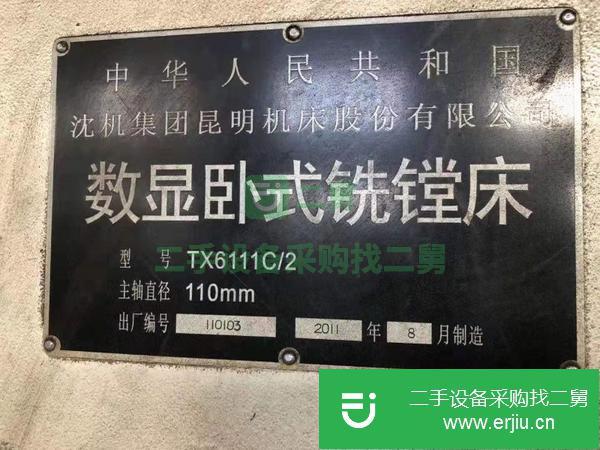 中华人民共和国
沈机集团昆明机床股份有限公司
数显卧式铣镗床
二手设备采购找二舅
型 号 TX6111C/2
主轴直径 110mm
出厂编号 110103 2011 年 8 月制造
二手设备采购找二舅
www.erjiu.cn